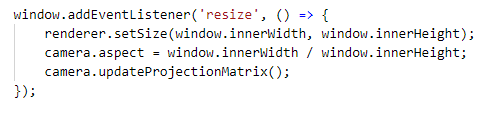 window.addEventListener('resize', () => {
    renderer.setSize(window.innerWidth, window.innerHeight);
    camera.aspect = window.innerWidth / window.innerHeight;
    camera.updateProjectionMatrix();
});